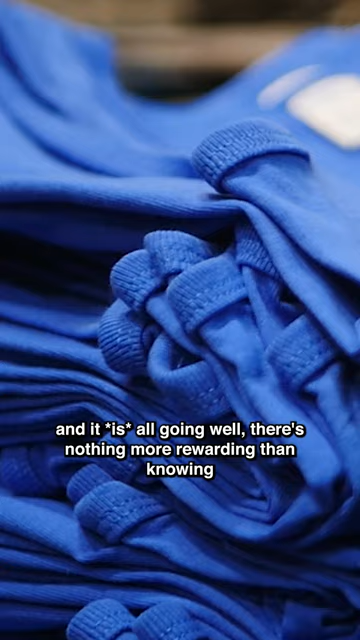 and it *is* all going well, there's
nothing more rewarding than
knowing